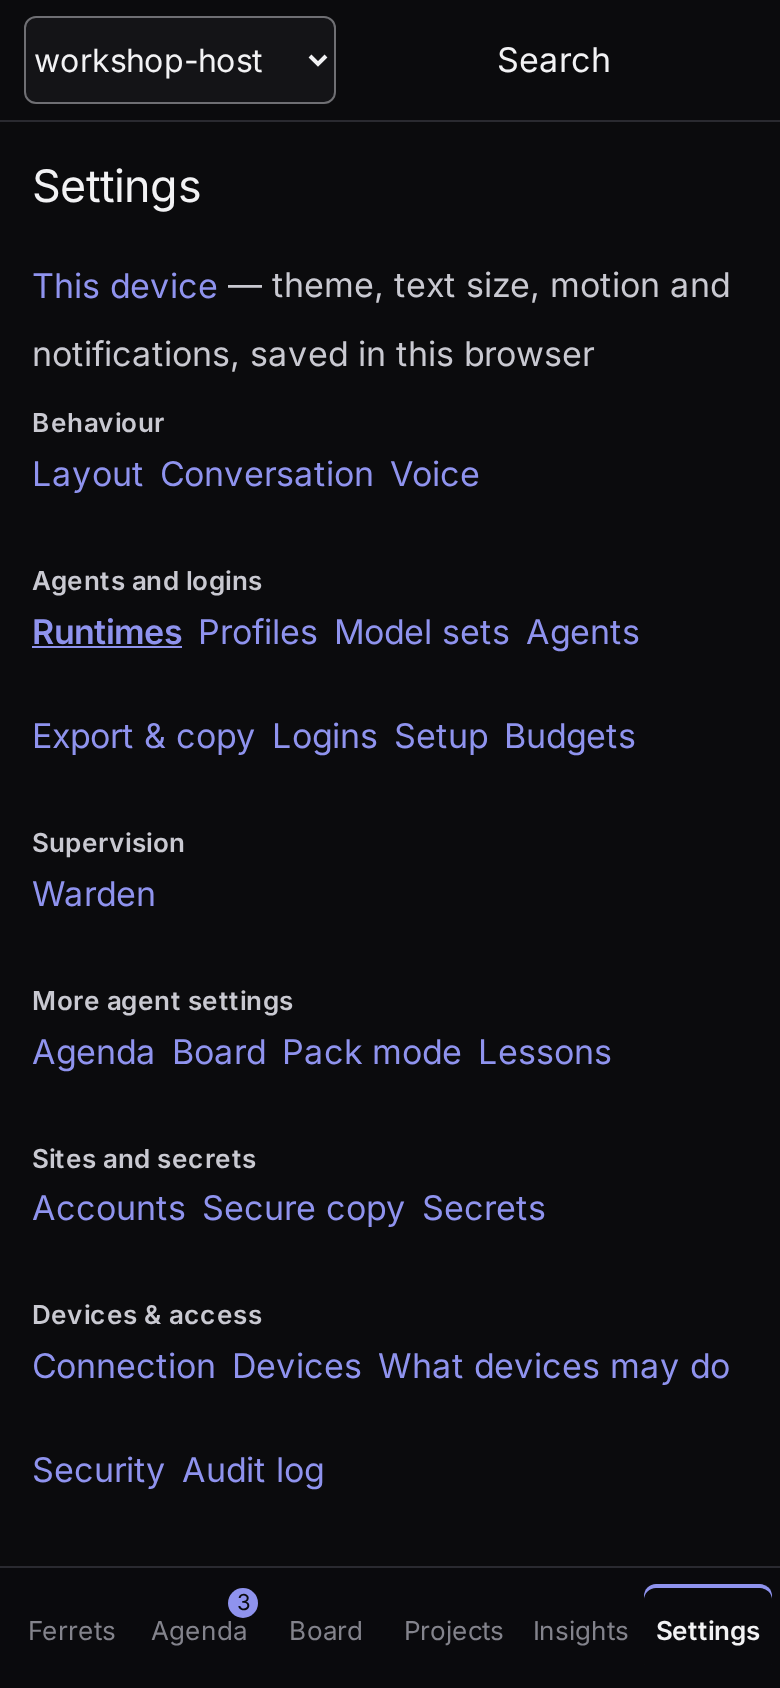 workshop-host Search
Settings
This device — theme, text size, motion and
notifications, saved in this browser
Behaviour
Layout Conversation Voice
Agents and logins
Runtimes Profiles Model sets Agents
Export & copy Logins Setup Budgets
Supervision
Warden
More agent settings
Agenda Board Pack mode Lessons
Sites and secrets
Accounts Secure copy Secrets
Devices & access
Connection Devices What devices may do
Security Audit log
3
Ferrets Agenda Board Projects Insights Settings